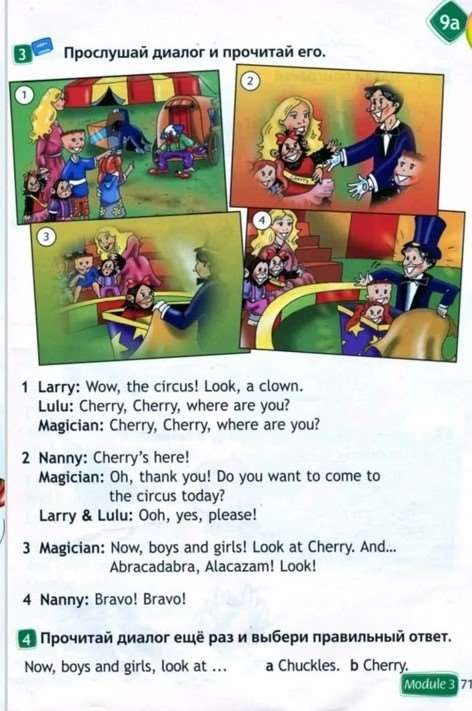 9a
3 Прослушай диалог и прочитай его.
1
2
3
4
1 Larry: Wow, the circus! Look, a clown.
Lulu: Cherry, Cherry, where are you?
Magician: Cherry, Cherry, where are you?
2 Nanny: Cherry's here!
Magician: Oh, thank you! Do you want to come to
the circus today?
Larry & Lulu: Ooh, yes, please!
3 Magician: Now, boys and girls! Look at Cherry. And...
Abracadabra, Alacazam! Look!
4 Nanny: Bravo! Bravo!
4 Прочитай диалог ещё раз и выбери правильный ответ.
Now, boys and girls, look at ... a Chuckles. b Cherry.
Module 3 71